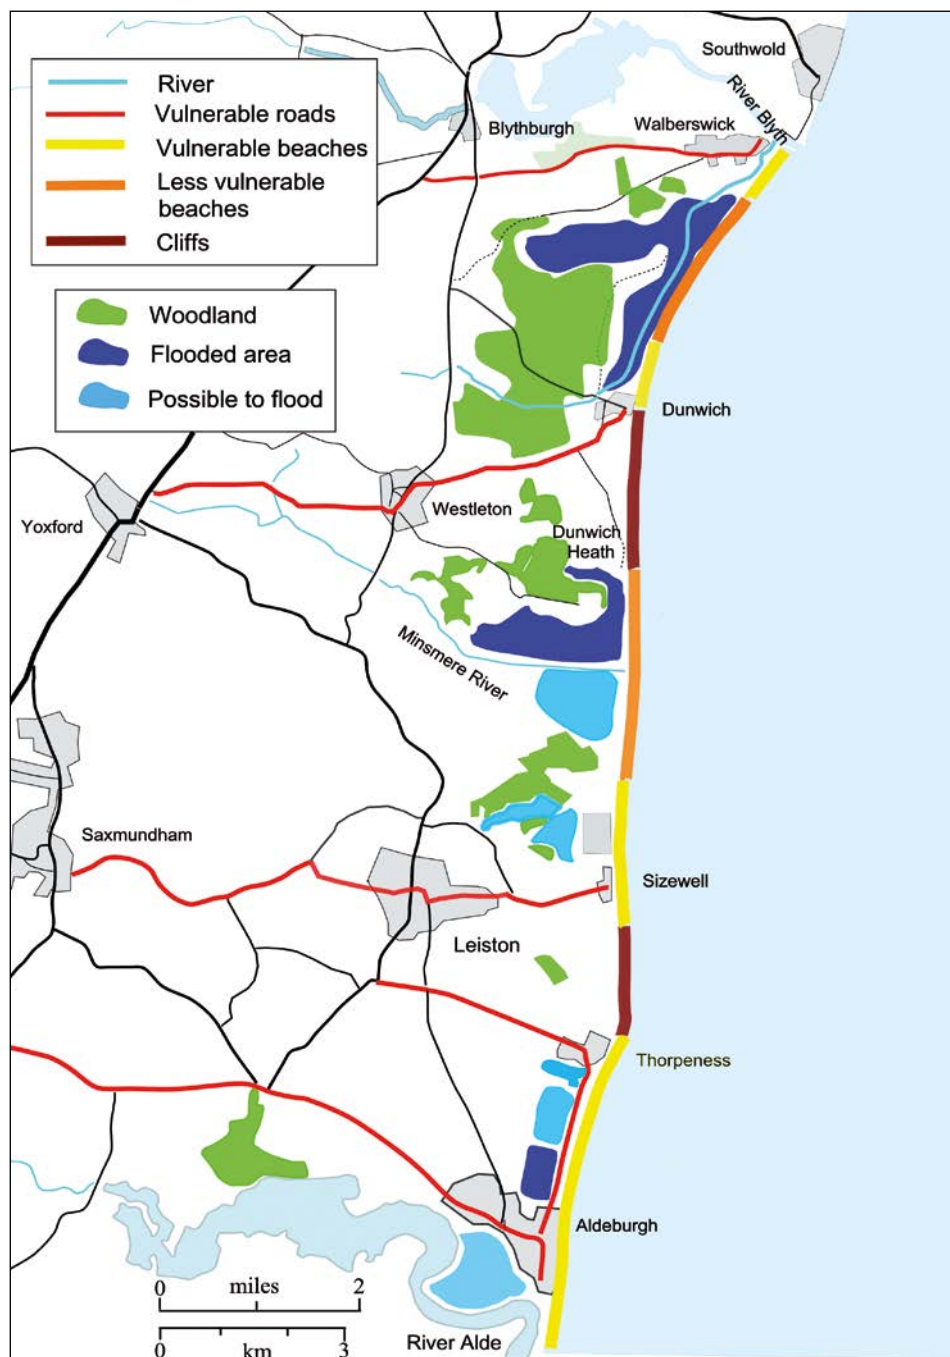 Southwold
River
Vulnerable roads
Vulnerable beaches
Less vulnerable
beaches
Cliffs
River Blyth
Blythburgh
Walberswick
Woodland
Flooded area
Possible to flood
Dunwich
Yoxford
Westleton
Dunwich
Heath
Minsmere River
Saxmundham
Sizewell
Leiston
Thorpeness
Aldeburgh
0 miles 2
0 km 3
River Alde